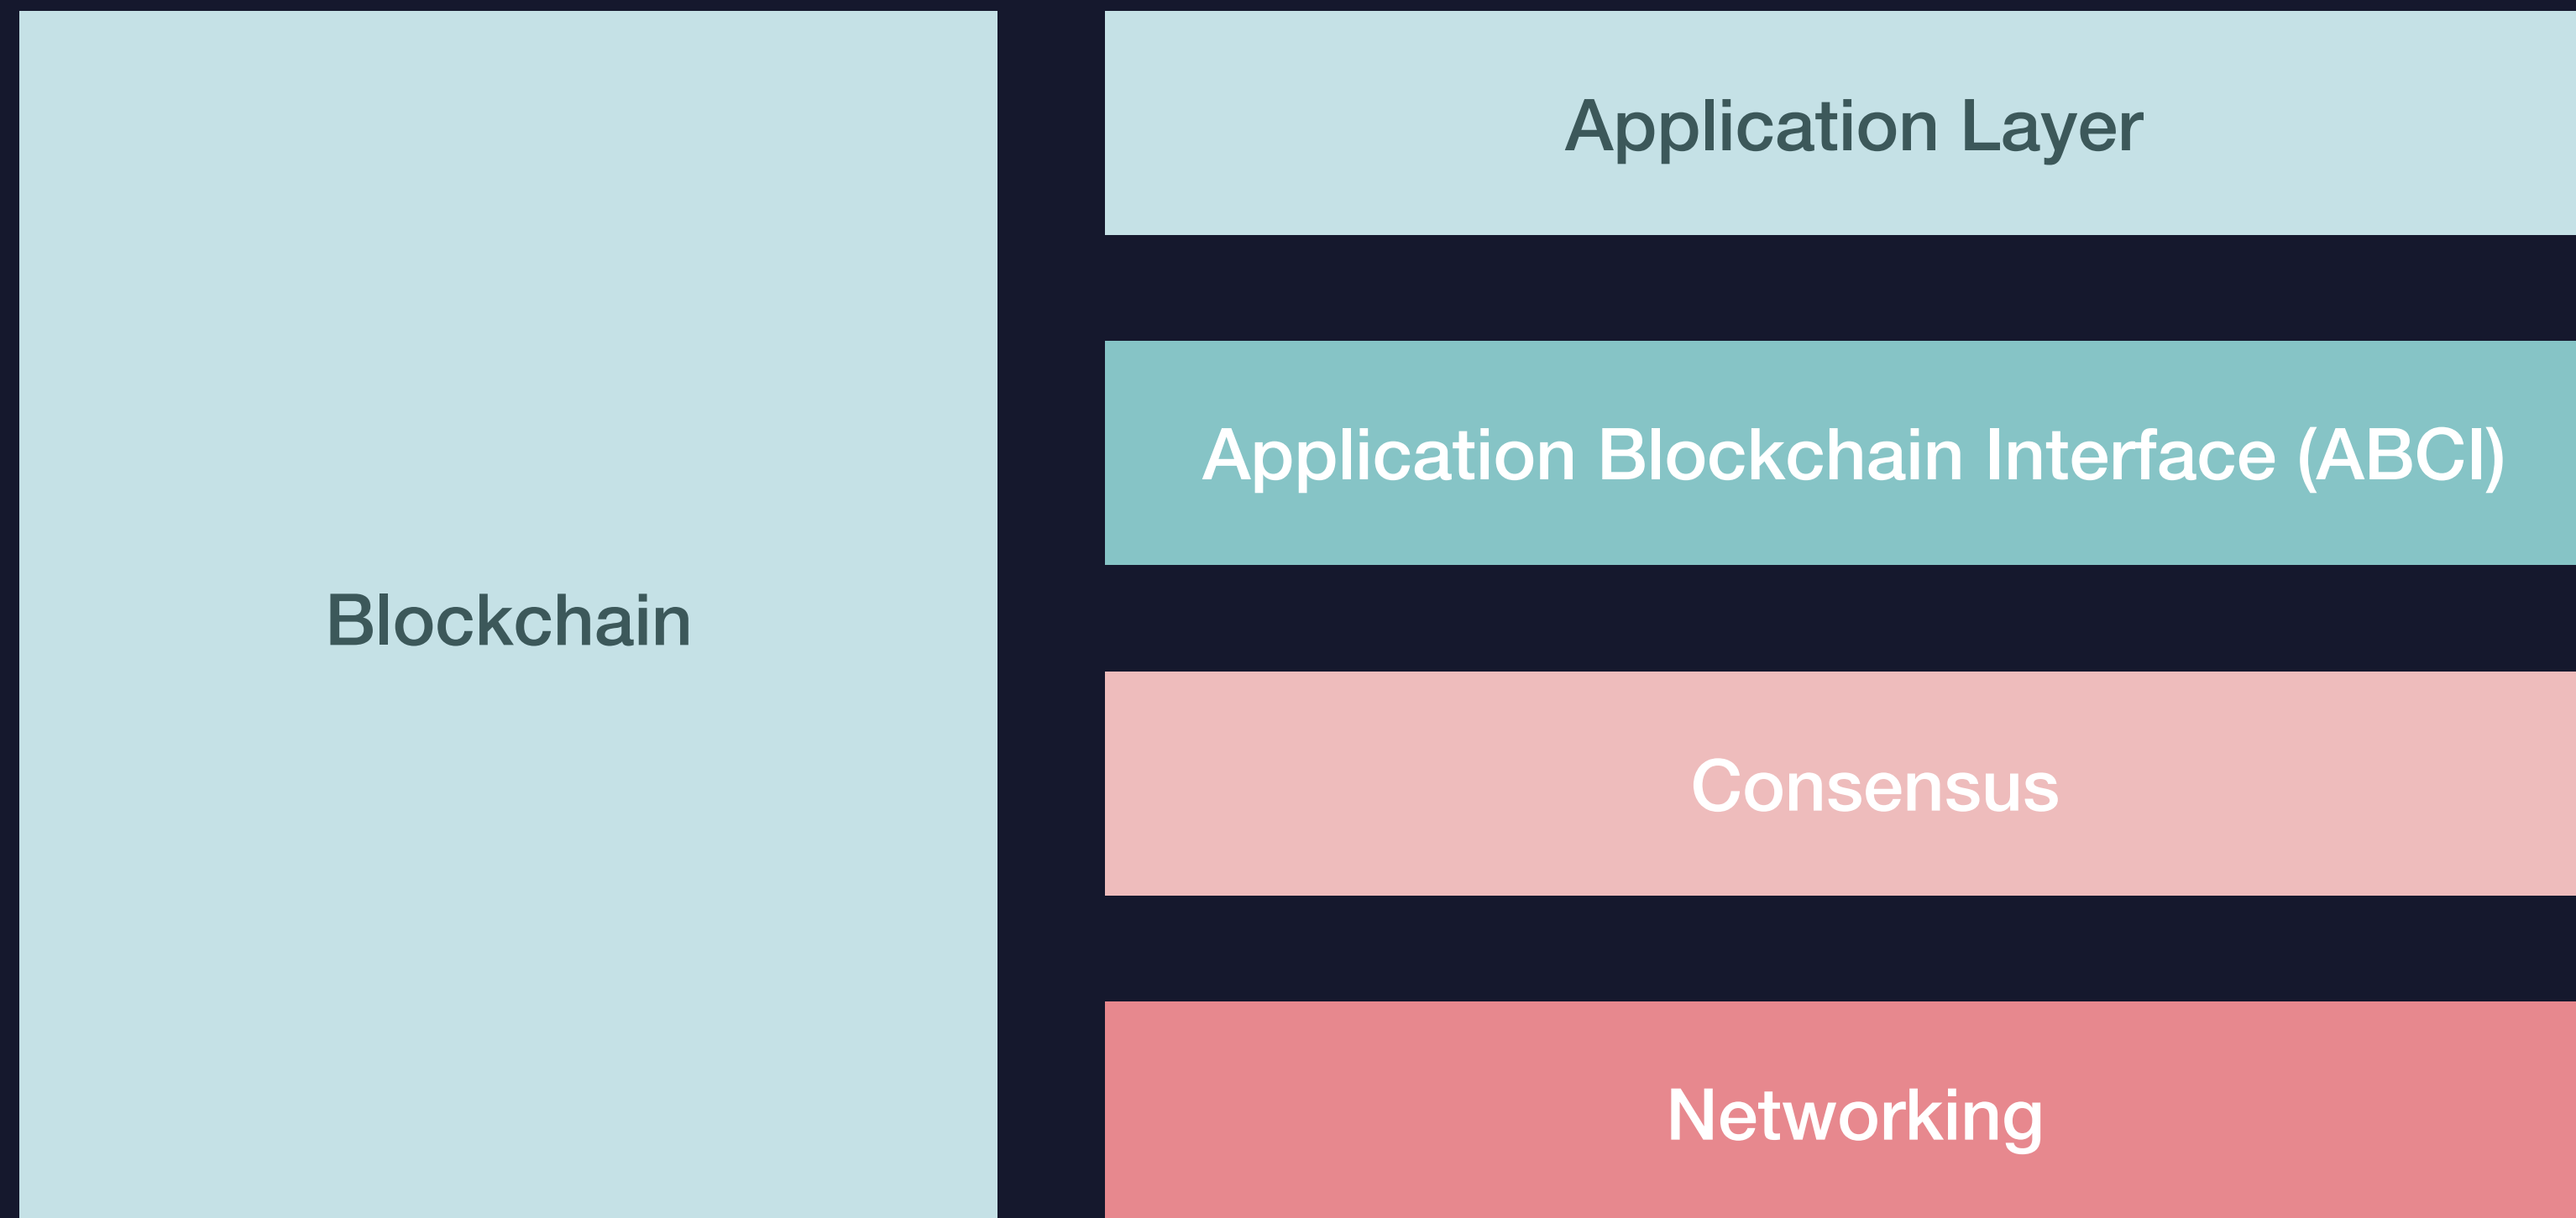 Blockchain
Application Layer
Application Blockchain Interface (ABCI)
Consensus
Networking